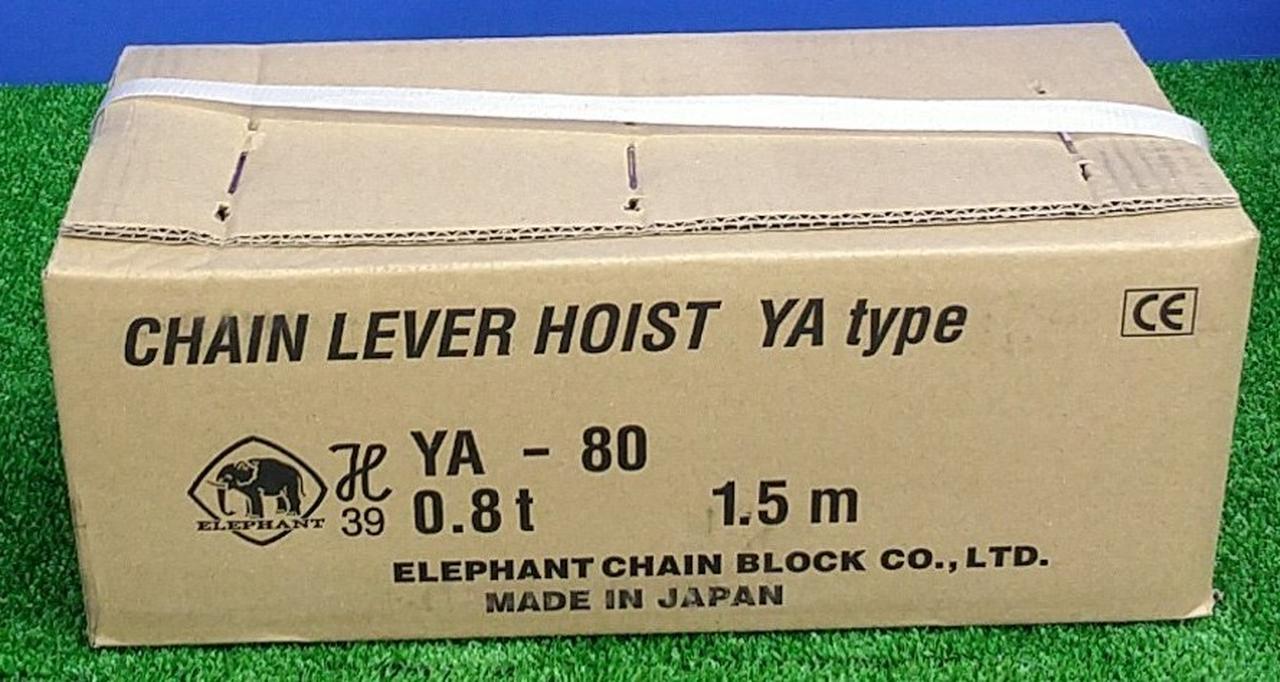 CHAIN LEVER HOIST YA type
CE
ELEPHANT
H
39
YA - 80
0.8 t 1.5 m
ELEPHANT CHAIN BLOCK CO., LTD.
MADE IN JAPAN